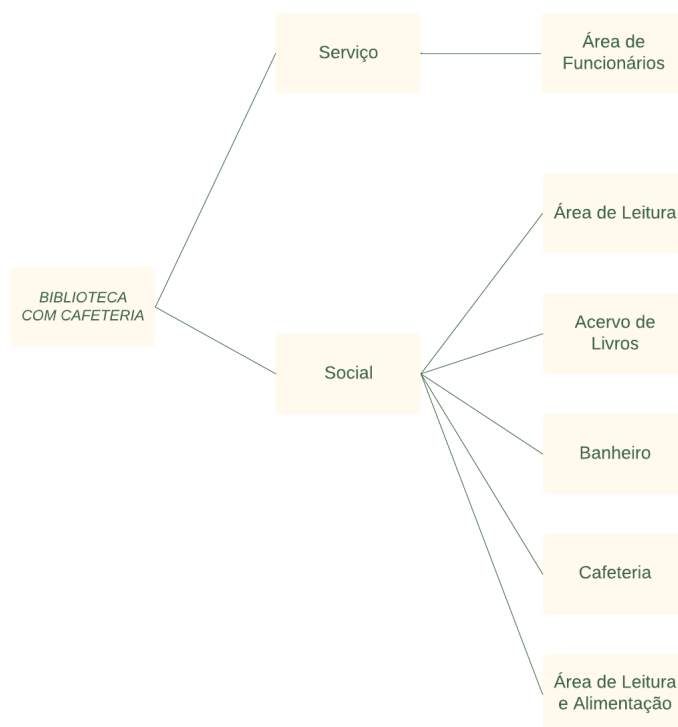 Serviço
Área de
Funcionários
Área de Leitura
BIBLIOTECA
COM CAFETERIA
Acervo de
Livros
Social
Banheiro
Cafeteria
Área de Leitura
e Alimentação